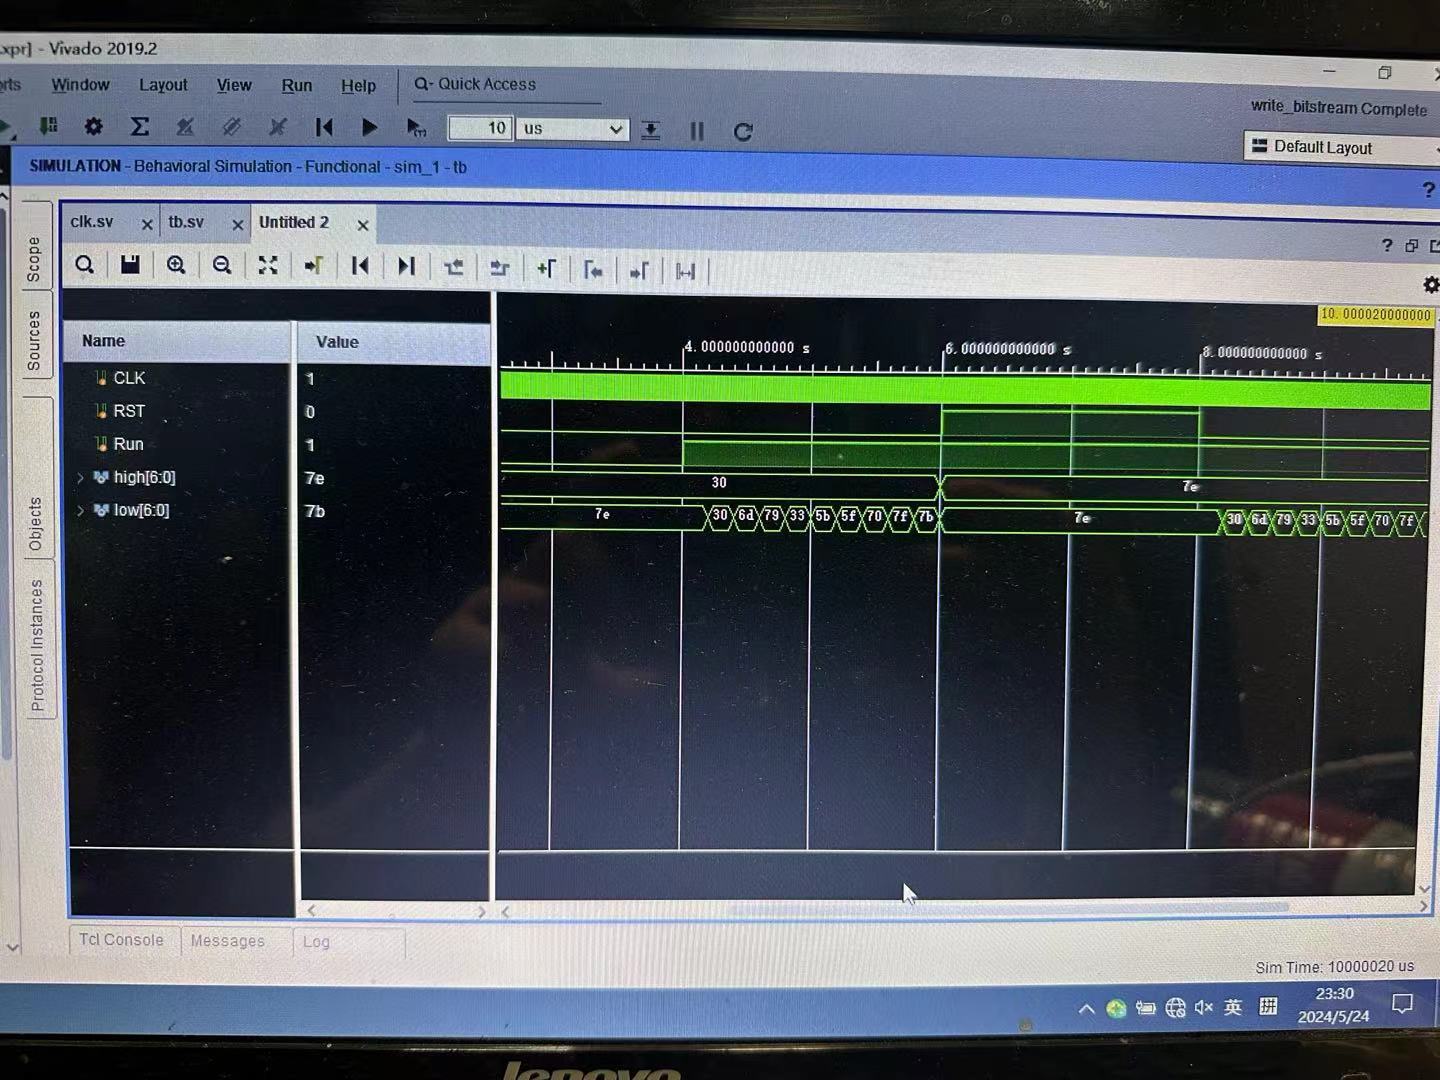 .xpr] - Vivado 2019.2
Window Layout View Run Help Q- Quick Access
write_bitstream Complete
10 us
Default Layout
SIMULATION - Behavioral Simulation - Functional - sim_1 - tb
?
clk.sv × tb.sv × Untitled 2 ×
?
Scope
Sources
Objects
Protocol Instances
10.000020000000
Name Value
4.000000000000 s 6.000000000000 s 8.000000000000 s
CLK 1
RST 0
Run 1
high[6:0] 7e 30 7e
low[6:0] 7b 7e 30 6d 79 33 5b 5f 70 7f 7b 7e 30 6d 79 33 5b 5f 70 7f
Tcl Console Messages Log
Sim Time: 10000020 us
英 拼 23:30
2024/5/24
lenovo